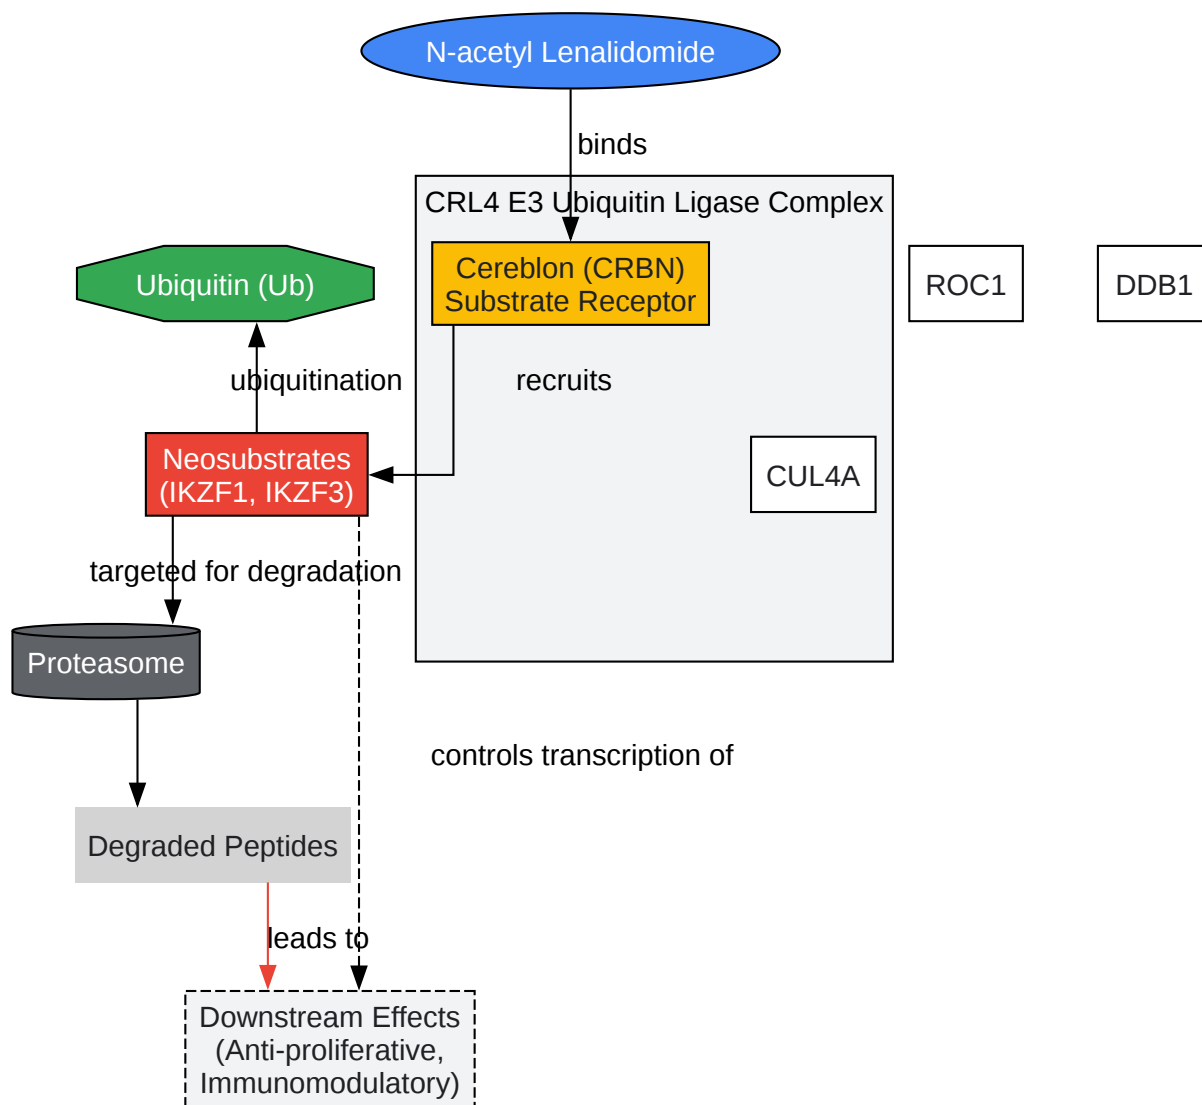 N-acetyl Lenalidomide
binds
CRL4 E3 Ubiquitin Ligase Complex
Cereblon (CRBN)
Substrate Receptor
Ubiquitin (Ub)
ROC1
DDB1
ubiquitination
recruits
Neosubstrates
(IKZF1, IKZF3)
CUL4A
targeted for degradation
Proteasome
controls transcription of
Degraded Peptides
leads to
Downstream Effects
(Anti-proliferative,
Immunomodulatory)